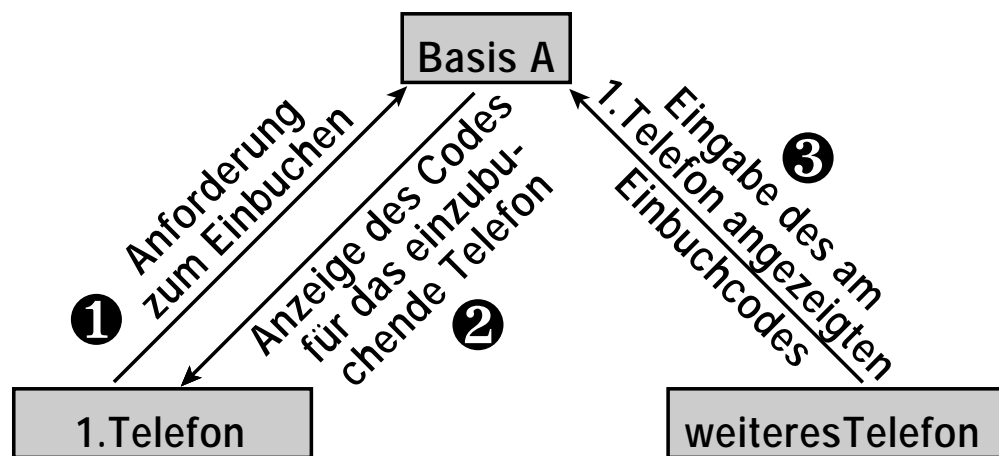 Basis A
Anforderung
zum Einbuchen
❶
Anzeige des Codes
für das einzubu-
chende Telefon
❷
Eingabe des am
1.Telefon angezeigten
Einbuchcodes
❸
1.Telefon
weiteresTelefon